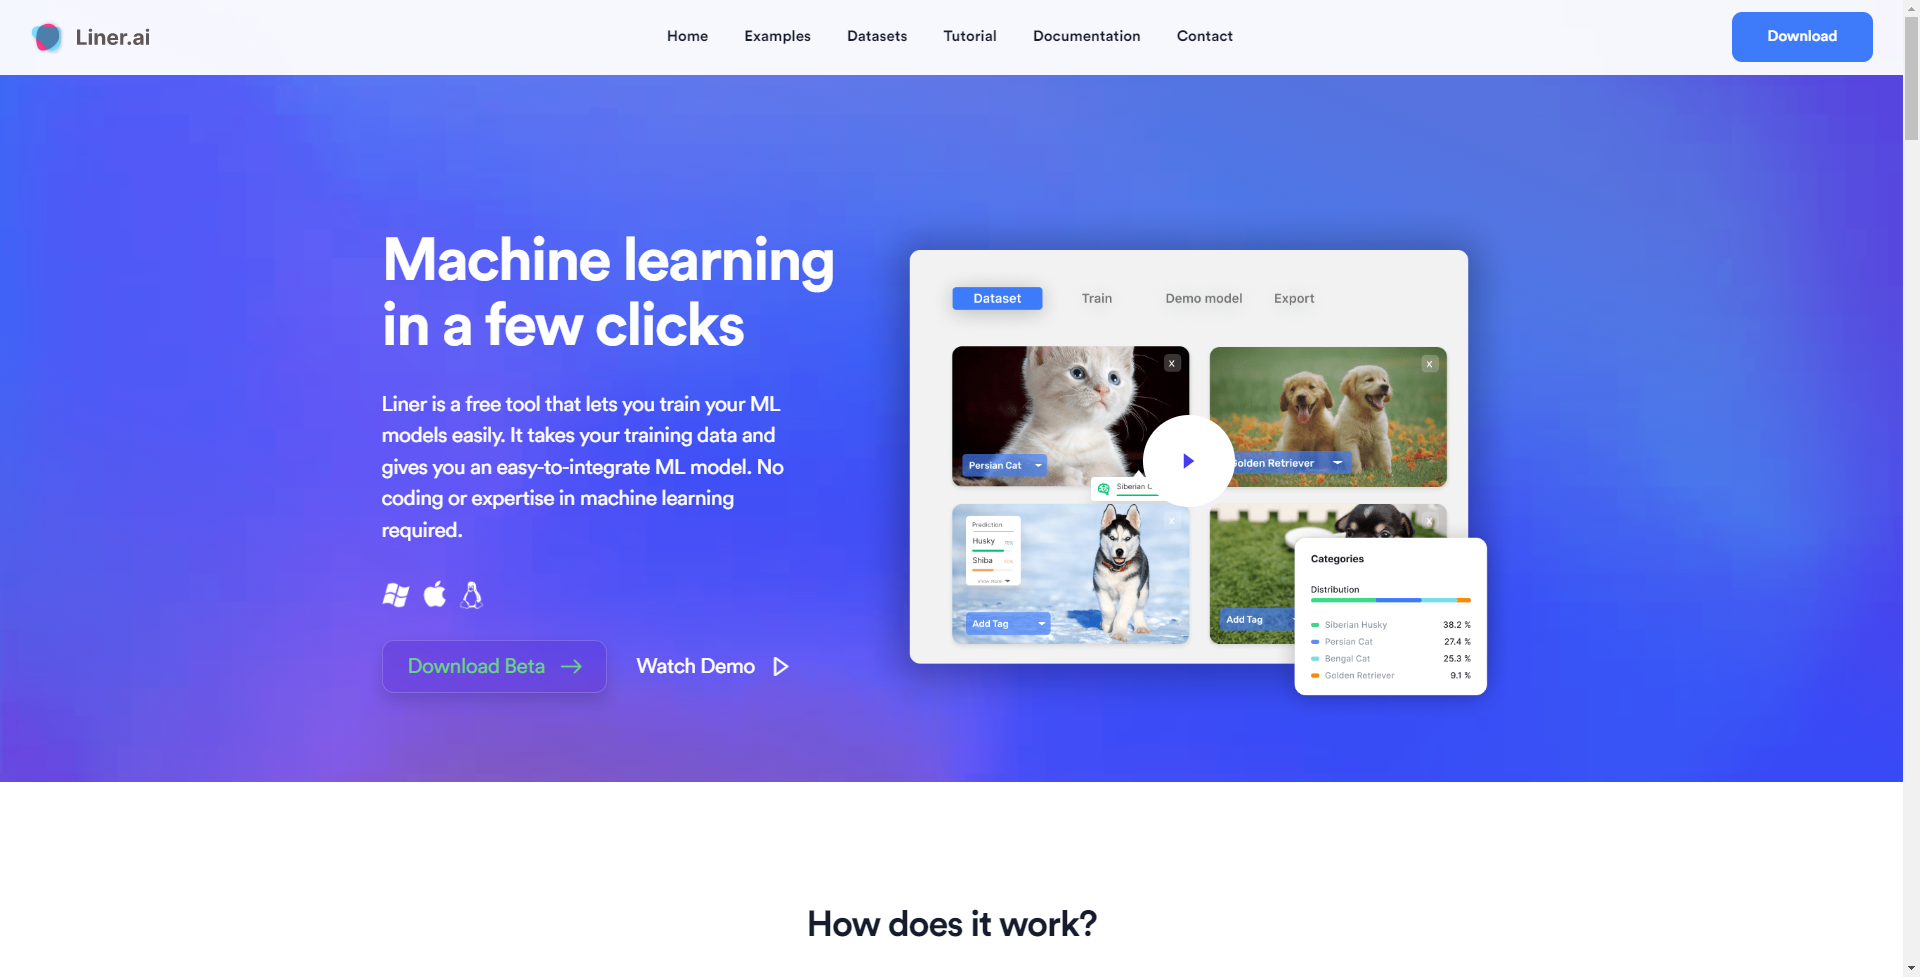 Liner.ai
Home
Examples
Datasets
Tutorial
Documentation
Contact
Download
Machine learning
in a few clicks
Liner is a free tool that lets you train your ML
models easily. It takes your training data and
gives you an easy-to-integrate ML model. No
coding or expertise in machine learning
required.
Download Beta
Watch Demo
Dataset
Train
Demo model
Export
X
X
Persian Cat
Golden Retriever
Siberian
X
X
Prediction
Husky
Shiba
Add Tag
Add Tag
Categories
Distribution
Siberian Husky 38.2 %
Persian Cat 27.4 %
Bengal Cat 25.3 %
Golden Retriever 9.1 %
How does it work?